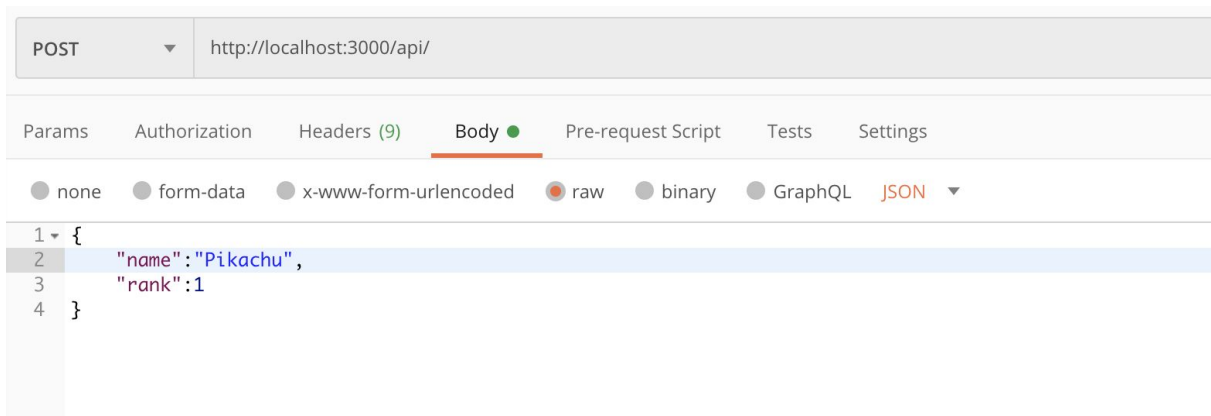 POST http://localhost:3000/api/
Params Authorization Headers (9) Body Pre-request Script Tests Settings
none form-data x-www-form-urlencoded raw binary GraphQL JSON
1 {
2 "name":"Pikachu",
3 "rank":1
4 }